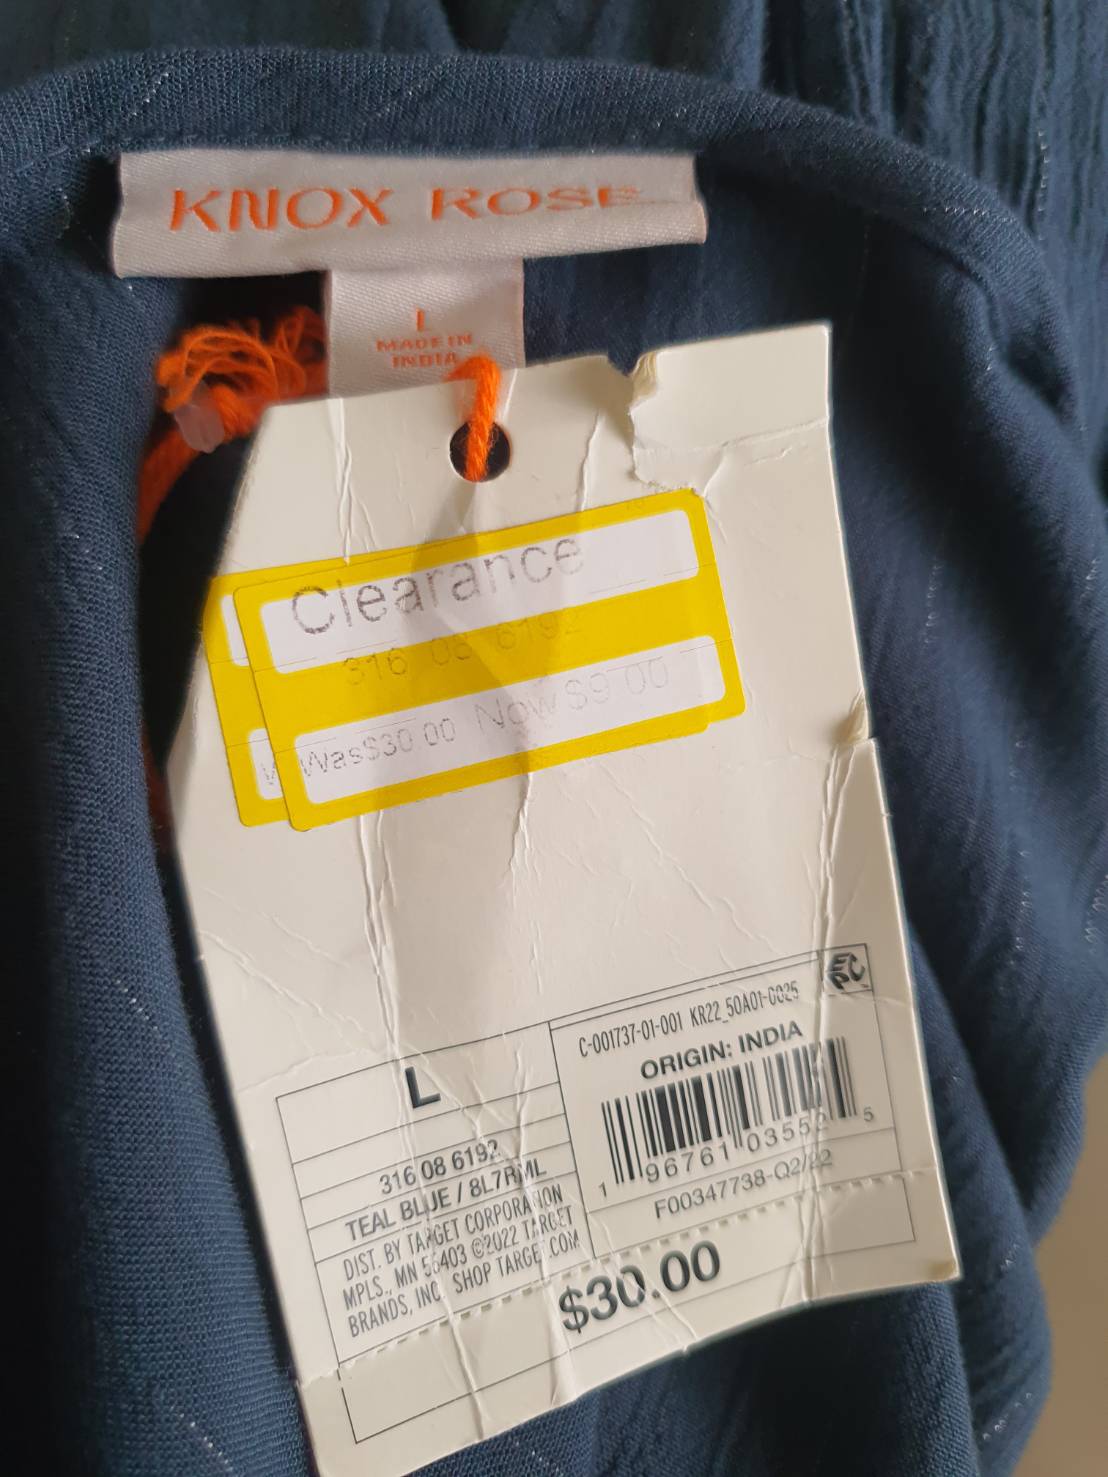 KNOX ROSE
L
MADE IN
INDIA
Clearance
316 08 6192
Was$30 00 Now $9 00
C-001737-01-001 KR22_50A01-0025
EPC
ORIGIN: INDIA
1 96761 03552 5
F00347738-Q2/22
L
316 08 6192
TEAL BLUE / 8L7RML
DIST. BY TARGET CORPORATION
MPLS., MN 55403 ©2022 TARGET
BRANDS, INC. SHOP TARGET.COM
$30.00